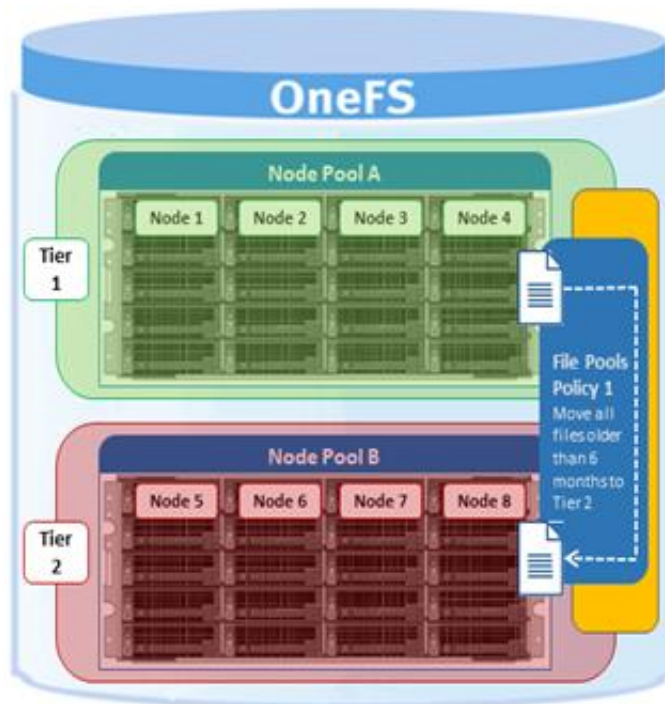 OneFS
Node Pool A
Node 1 Node 2 Node 3 Node 4
Tier
1
File Pools
Policy 1
Move all
files older
than 6
months to
Tier 2
Node Pool B
Node 5 Node 6 Node 7 Node 8
Tier
2